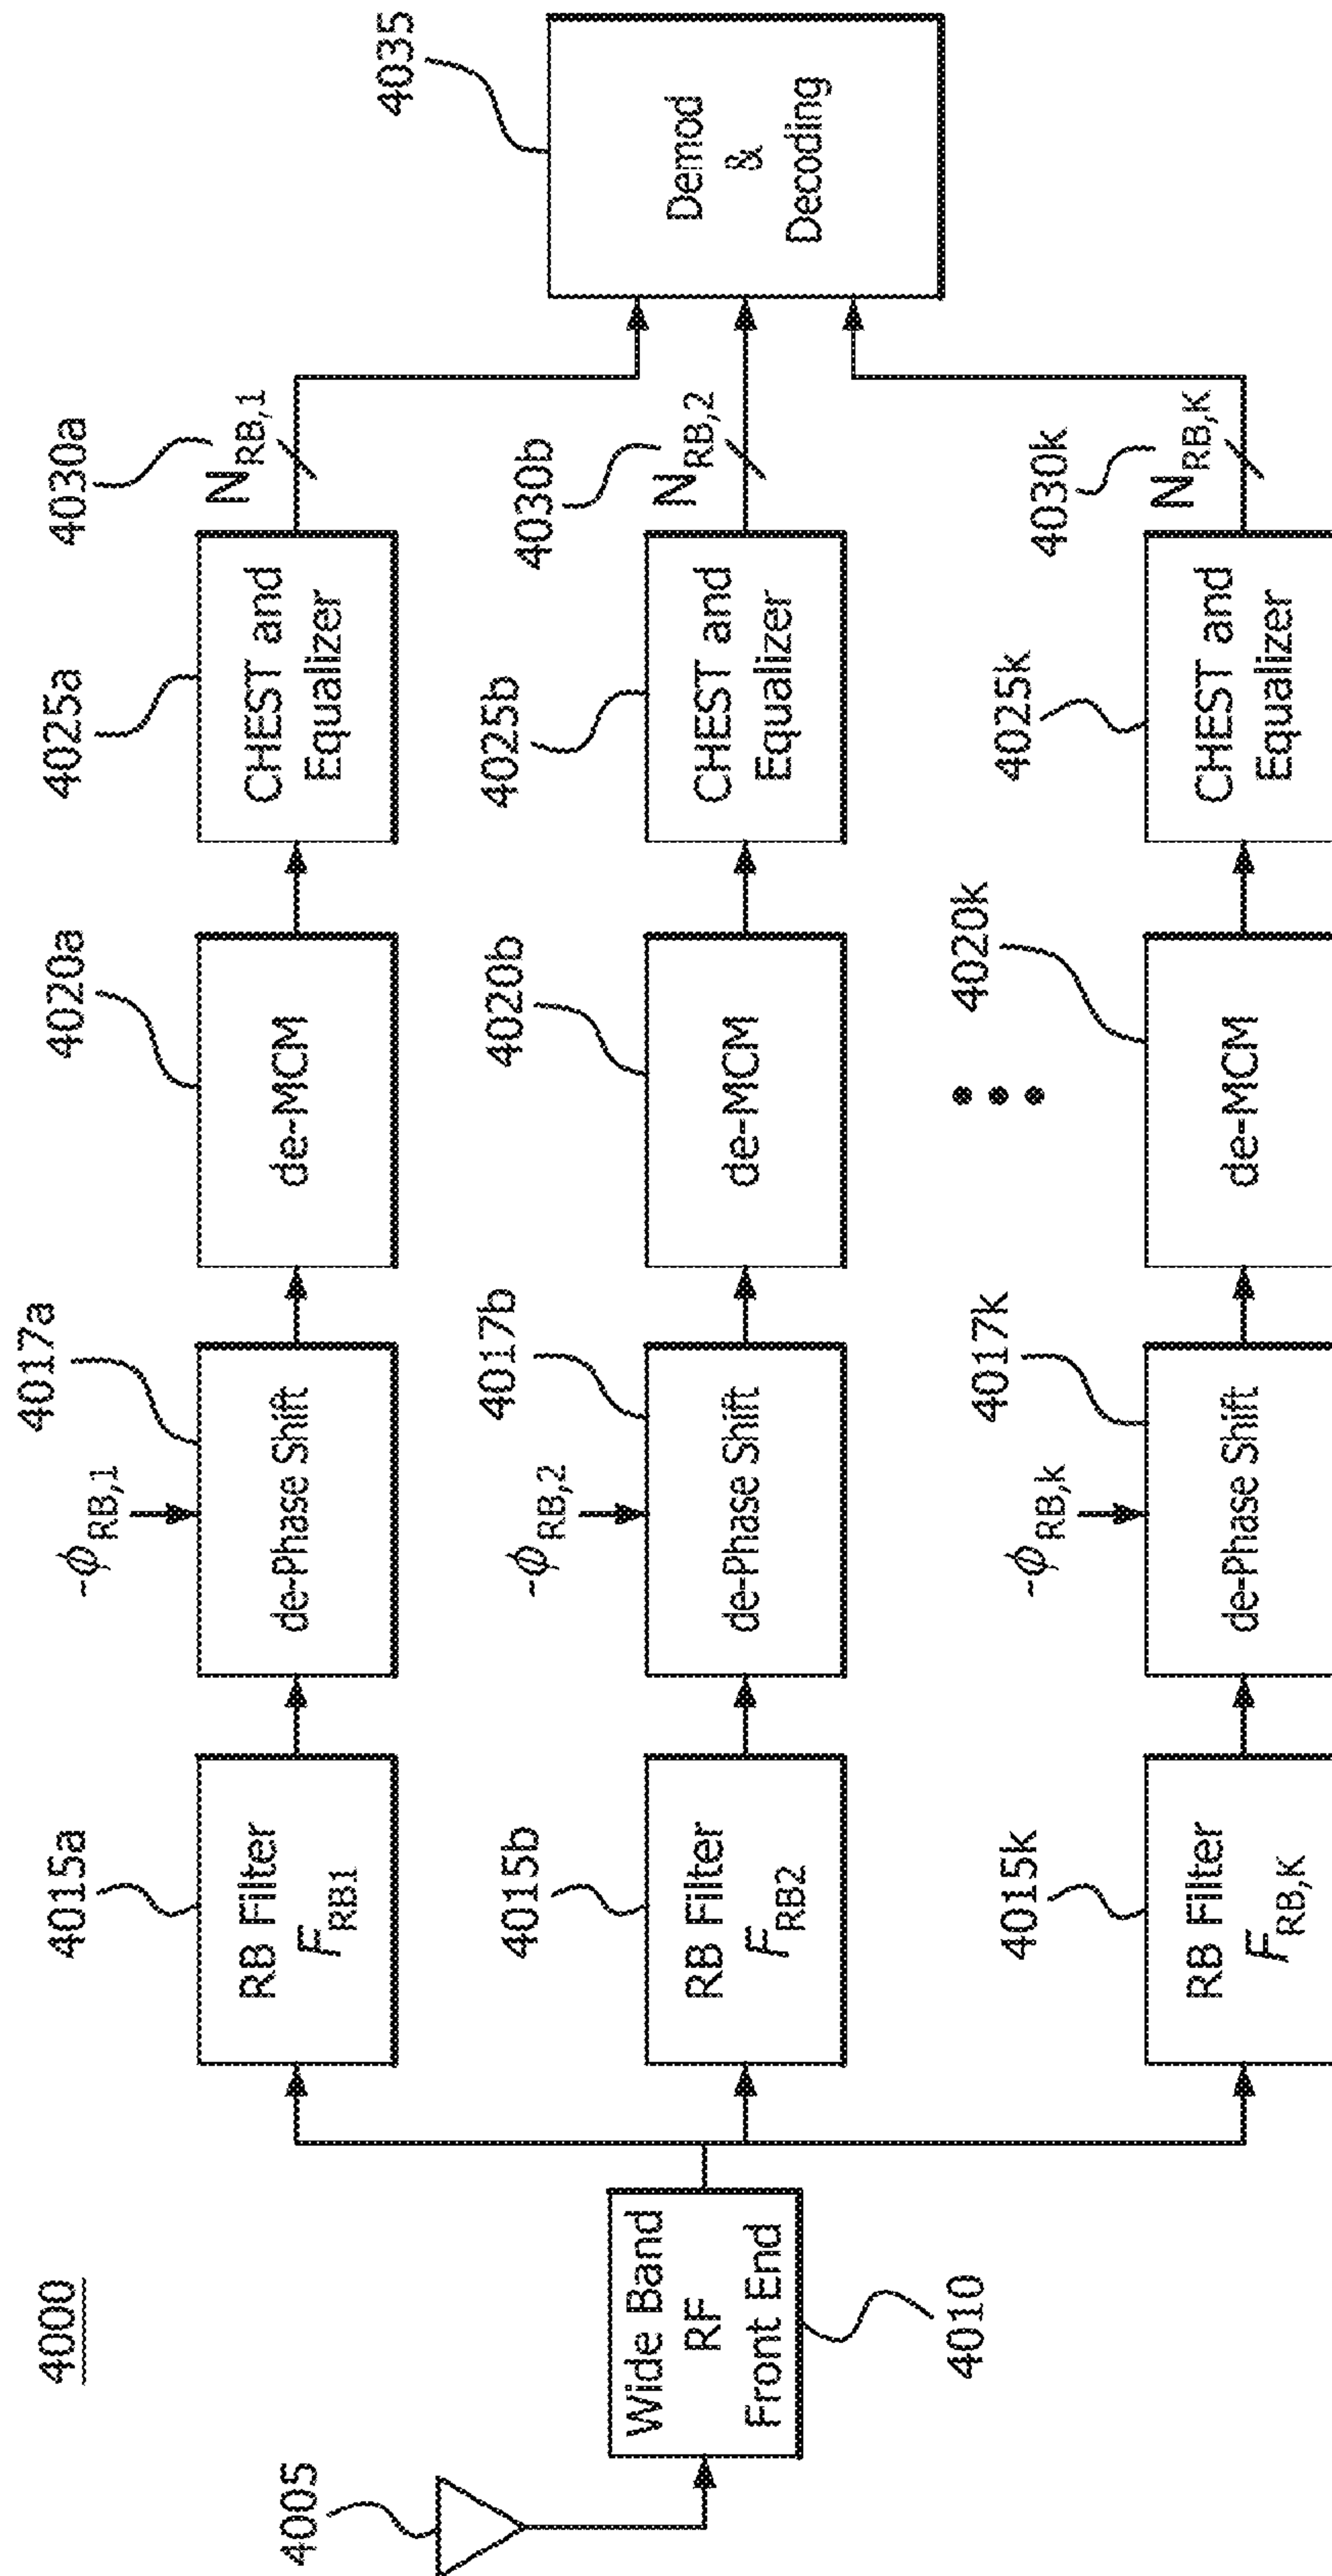 4000
4005
Wide Band
RF
Front End
4010
4015a
RB Filter
F_RB1
4017a
-ϕ_RB,1
de-Phase Shift
4020a
de-MCM
4025a
CHEST and
Equalizer
4030a
N_RB,1
4015b
RB Filter
F_RB2
4017b
-ϕ_RB,2
de-Phase Shift
4020b
de-MCM
4025b
CHEST and
Equalizer
4030b
N_RB,2
4015k
RB Filter
F_RB,K
4017k
-ϕ_RB,k
de-Phase Shift
4020k
de-MCM
4025k
CHEST and
Equalizer
4030k
N_RB,K
4035
Demod
&
Decoding